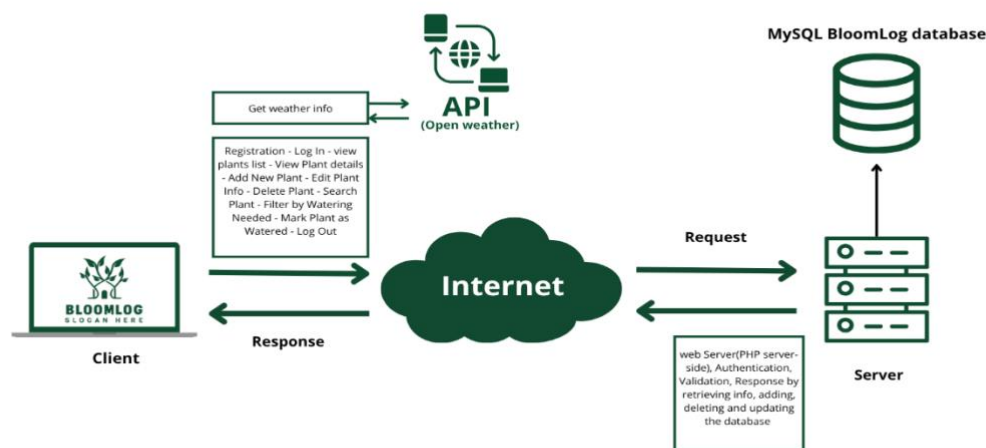 MySQL BloomLog database
API
(Open weather)
Get weather info
Registration - Log In - view
plants list - View Plant details
- Add New Plant - Edit Plant
Info - Delete Plant - Search
Plant - Filter by Watering
Needed - Mark Plant as
Watered - Log Out
Request
Internet
BLOOMLOG
SLOGAN HERE
Response
Client
Server
web Server(PHP server-
side), Authentication,
Validation, Response by
retrieving info, adding,
deleting and updating
the database